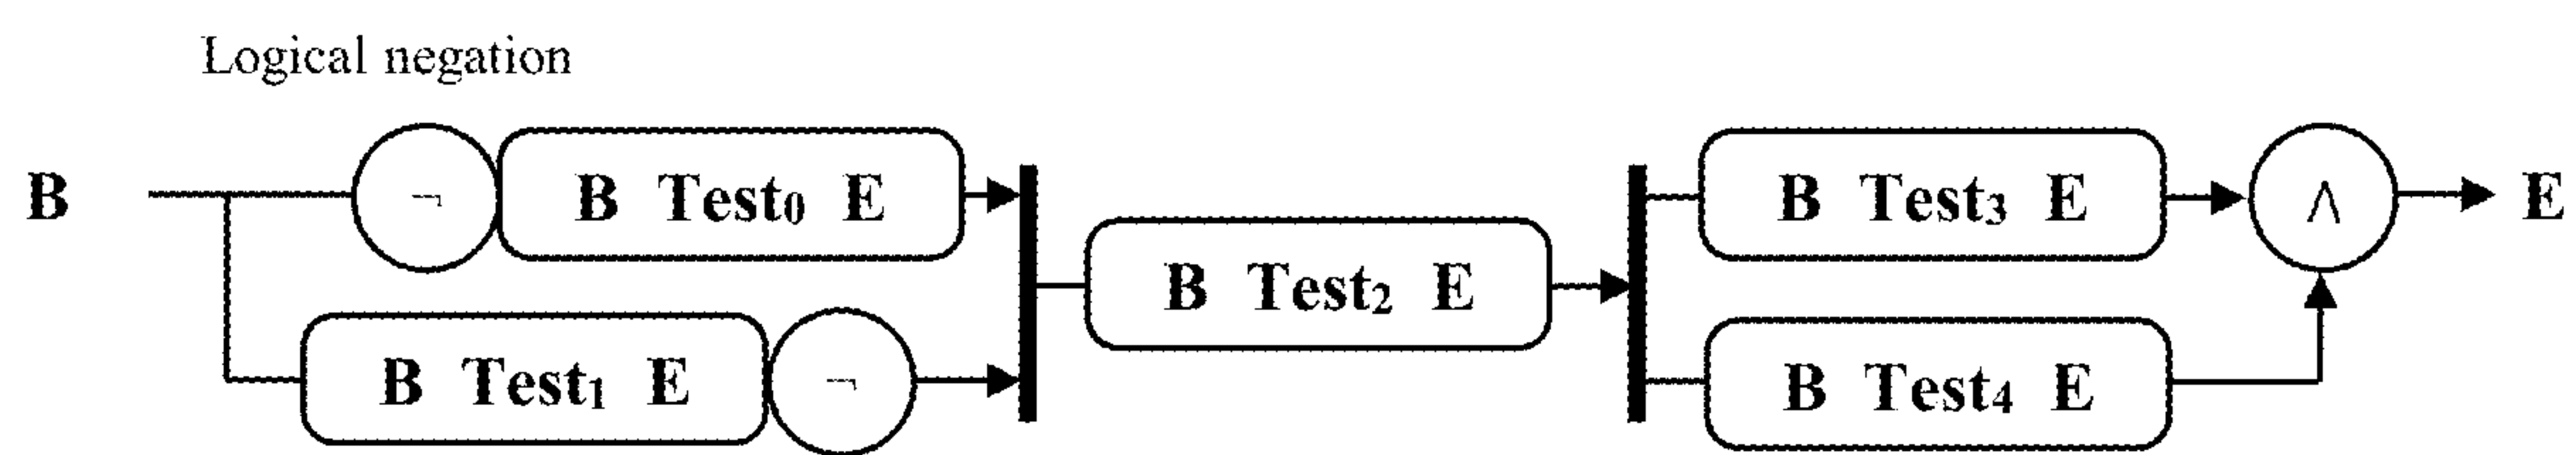 Logical negation
B ¬ B Test₀ E B Test₃ E ∧ E
B Test₂ E
B Test₁ E ¬ B Test₄ E